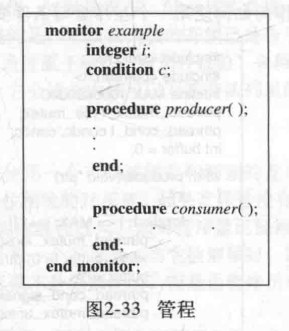 monitor example
integer i;
condition c;
procedure producer( );
.
.
.
end;
procedure consumer( );
.
end;
end monitor;
图2-33 管程